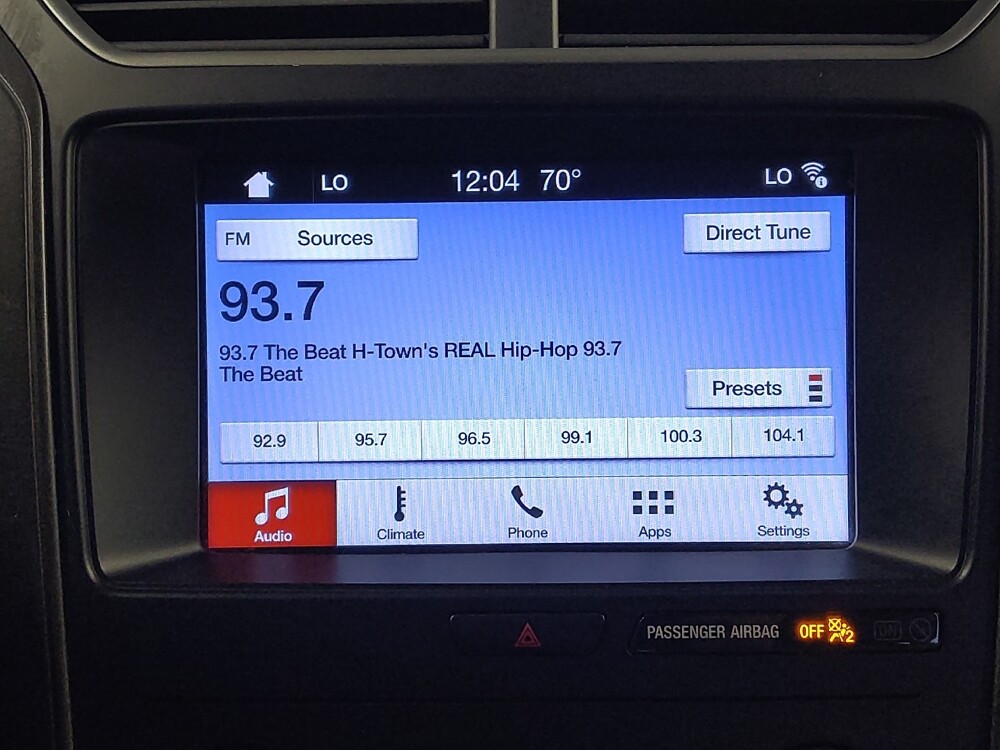 LO 12:04 70° LO
FM Sources Direct Tune
93.7
93.7 The Beat H-Town's REAL Hip-Hop 93.7
The Beat
Presets
92.9 95.7 96.5 99.1 100.3 104.1
Audio Climate Phone Apps Settings
PASSENGER AIRBAG OFF 2 ON